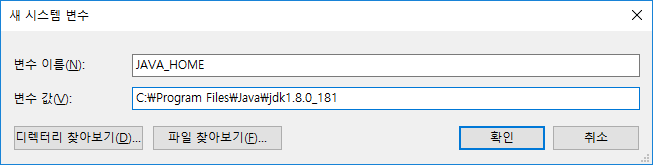 새 시스템 변수
변수 이름(N):
JAVA_HOME
변수 값(V):
C:₩Program Files₩Java₩jdk1.8.0_181
디렉터리 찾아보기(D)...
파일 찾아보기(F)...
확인
취소